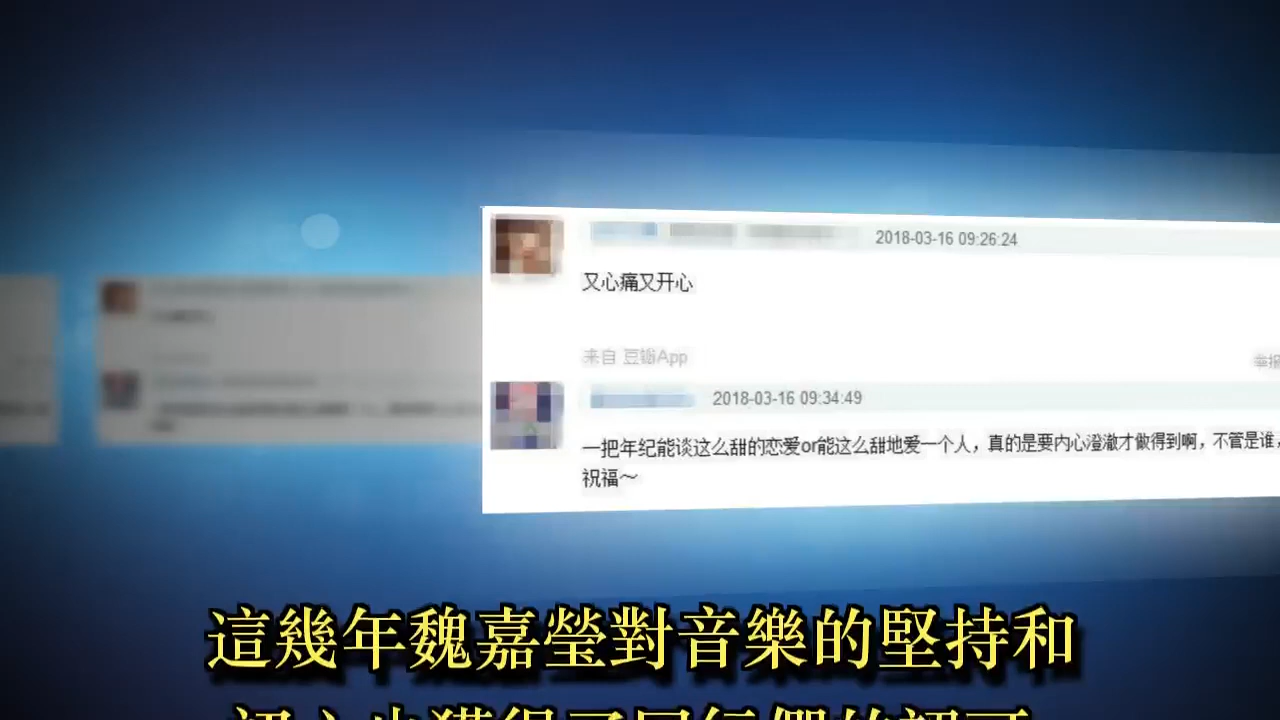 2018-03-16 09:26:24
又心痛又开心
来自 豆瓣App
举报
2018-03-16 09:34:49
一把年纪能谈这么甜的恋爱or能这么甜地爱一个人，真的是要内心澄澈才做得到啊，不管是谁，
祝福～
這幾年魏嘉瑩對音樂的堅持和